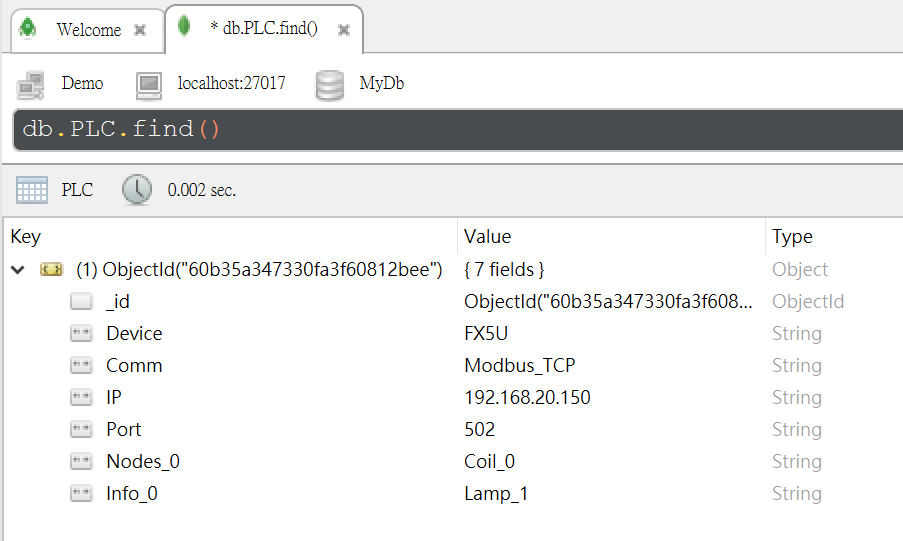 Welcome
* db.PLC.find()
Demo localhost:27017 MyDb
db.PLC.find()
PLC 0.002 sec.
Key Value Type
(1) ObjectId("60b35a347330fa3f60812bee") { 7 fields } Object
_id ObjectId("60b35a347330fa3f608... ObjectId
Device FX5U String
Comm Modbus_TCP String
IP 192.168.20.150 String
Port 502 String
Nodes_0 Coil_0 String
Info_0 Lamp_1 String